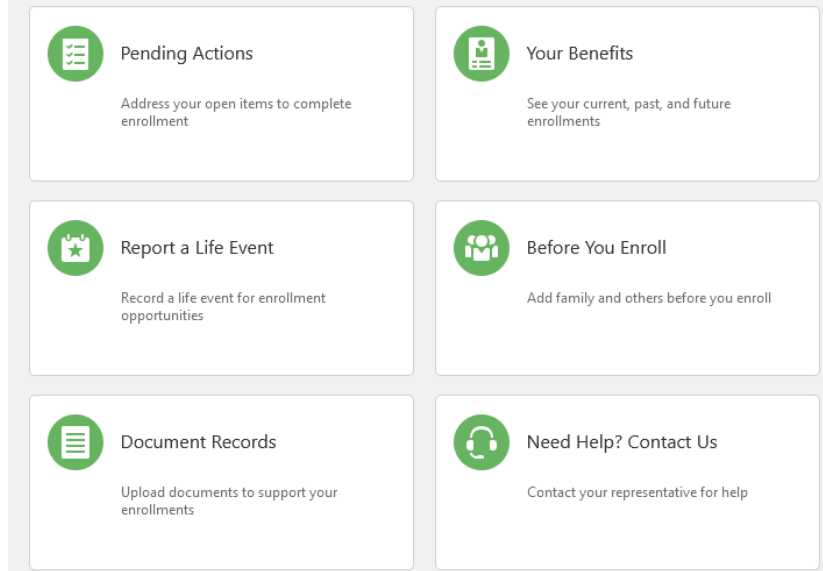 Pending Actions
Address your open items to complete
enrollment
Your Benefits
See your current, past, and future
enrollments
Report a Life Event
Record a life event for enrollment
opportunities
Before You Enroll
Add family and others before you enroll
Document Records
Upload documents to support your
enrollments
Need Help? Contact Us
Contact your representative for help